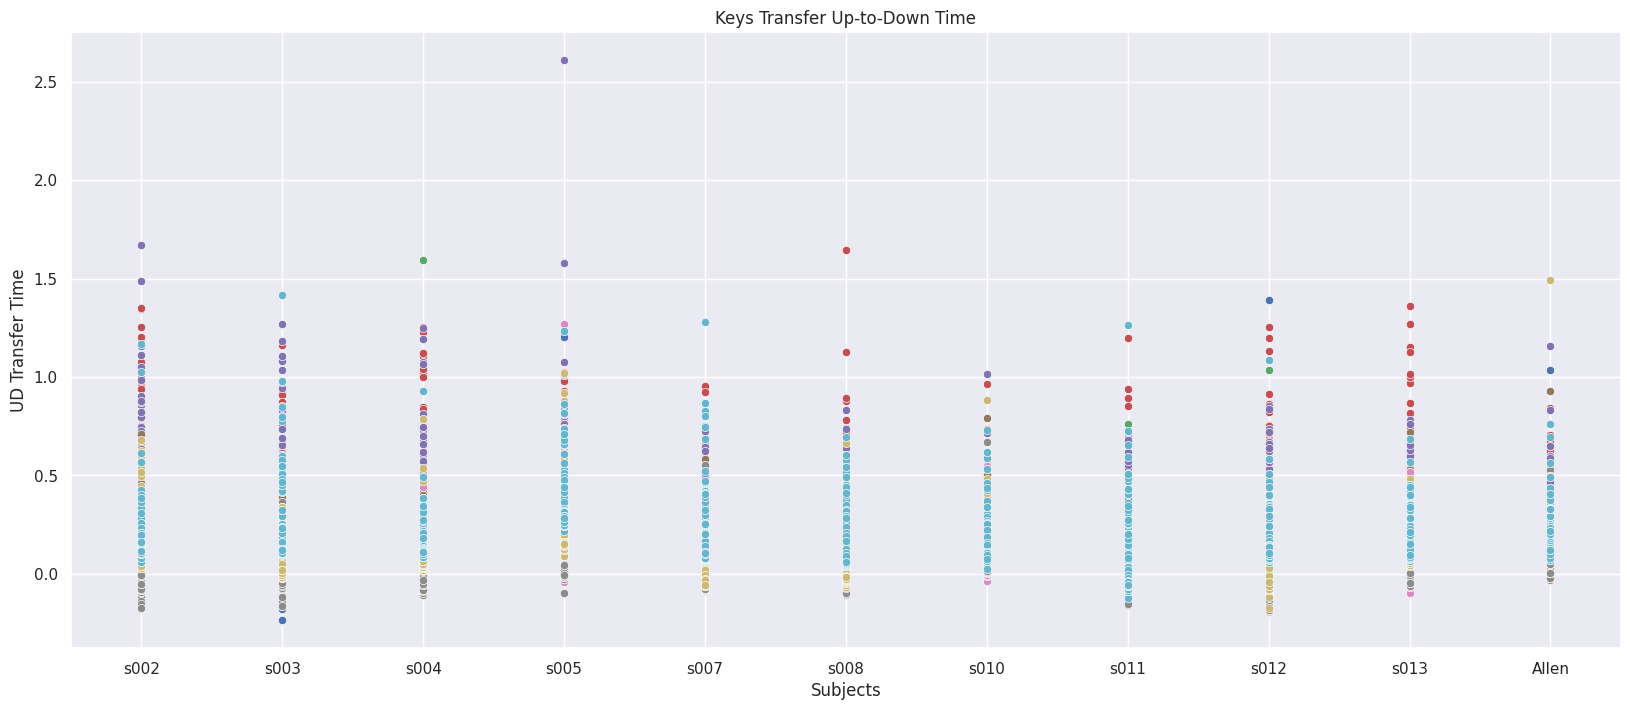 Keys Transfer Up-to-Down Time
UD Transfer Time
2.5
2.0
1.5
1.0
0.5
0.0
s002 s003 s004 s005 s007 s008 s010 s011 s012 s013 Allen
Subjects